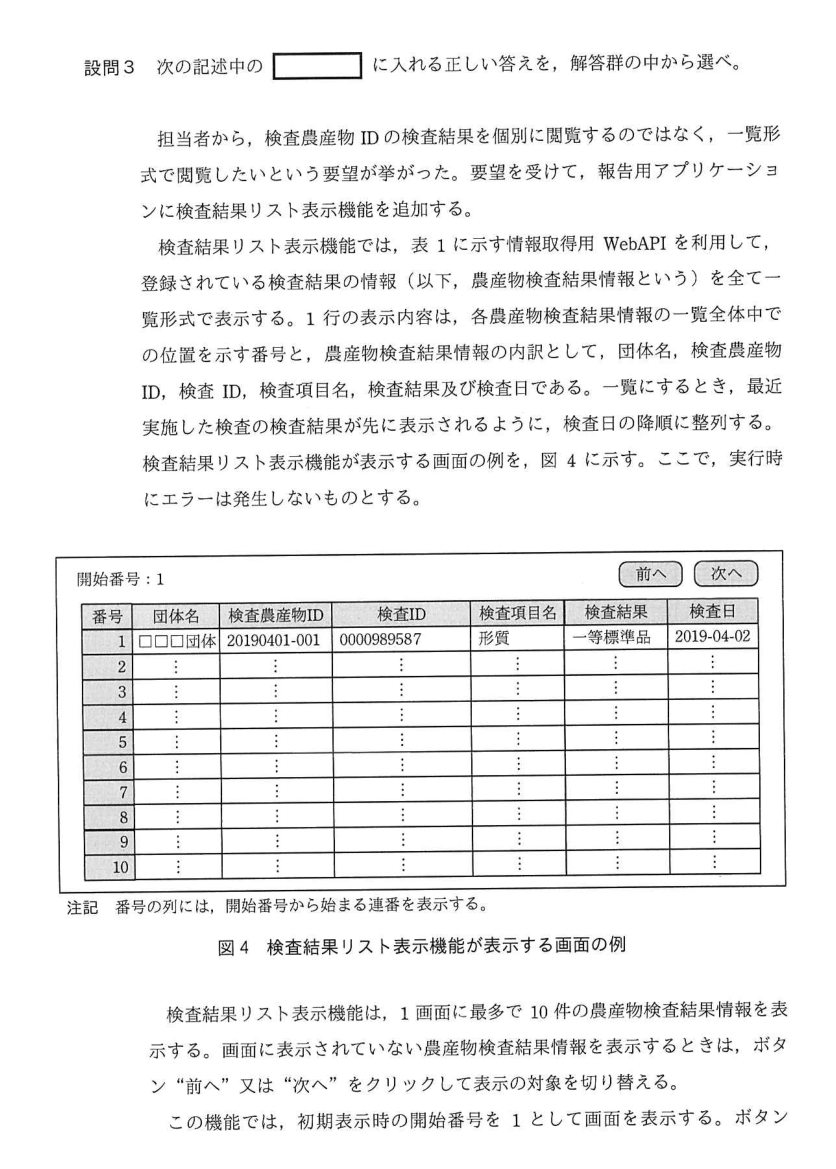 設問3 次の記述中の に入れる正しい答えを,解答群の中から選べ。
担当者から,検査農産物 ID の検査結果を個別に閲覧するのではなく,一覧形
式で閲覧したいという要望が挙がった。要望を受けて,報告用アプリケーショ
ンに検査結果リスト表示機能を追加する。
検査結果リスト表示機能では,表 1 に示す情報取得用 WebAPI を利用して,
登録されている検査結果の情報(以下,農産物検査結果情報という)を全て一
覧形式で表示する。1 行の表示内容は,各農産物検査結果情報の一覧全体中で
の位置を示す番号と,農産物検査結果情報の内訳として,団体名,検査農産物
ID,検査 ID,検査項目名,検査結果及び検査日である。一覧にするとき,最近
実施した検査の検査結果が先に表示されるように,検査日の降順に整列する。
検査結果リスト表示機能が表示する画面の例を,図 4 に示す。ここで,実行時
にエラーは発生しないものとする。
開始番号:1 前へ 次へ
番号 団体名 検査農産物ID 検査ID 検査項目名 検査結果 検査日
1 □□□団体 20190401-001 0000989587 形質 一等標準品 2019-04-02
2 ⋮ ⋮ ⋮ ⋮ ⋮ ⋮
3 ⋮ ⋮ ⋮ ⋮ ⋮ ⋮
4 ⋮ ⋮ ⋮ ⋮ ⋮ ⋮
5 ⋮ ⋮ ⋮ ⋮ ⋮ ⋮
6 ⋮ ⋮ ⋮ ⋮ ⋮ ⋮
7 ⋮ ⋮ ⋮ ⋮ ⋮ ⋮
8 ⋮ ⋮ ⋮ ⋮ ⋮ ⋮
9 ⋮ ⋮ ⋮ ⋮ ⋮ ⋮
10 ⋮ ⋮ ⋮ ⋮ ⋮ ⋮
注記 番号の列には,開始番号から始まる連番を表示する。
図 4 検査結果リスト表示機能が表示する画面の例
検査結果リスト表示機能は,1 画面に最多で 10 件の農産物検査結果情報を表
示する。画面に表示されていない農産物検査結果情報を表示するときは,ボタ
ン“前へ”又は“次へ”をクリックして表示の対象を切り替える。
この機能では,初期表示時の開始番号を 1 として画面を表示する。ボタン